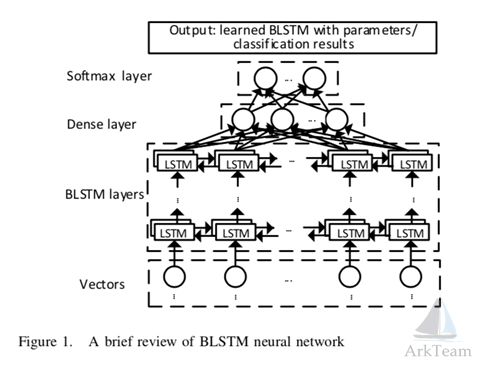 Output: learned BLSTM with parameters/
classification results
Softmax layer
...
Dense layer
LSTM LSTM ... LSTM LSTM
BLSTM layers
... ... ... ...
LSTM LSTM ... LSTM LSTM
Vectors
...
... ... ... ...
Figure 1. A brief review of BLSTM neural network
ArkTeam